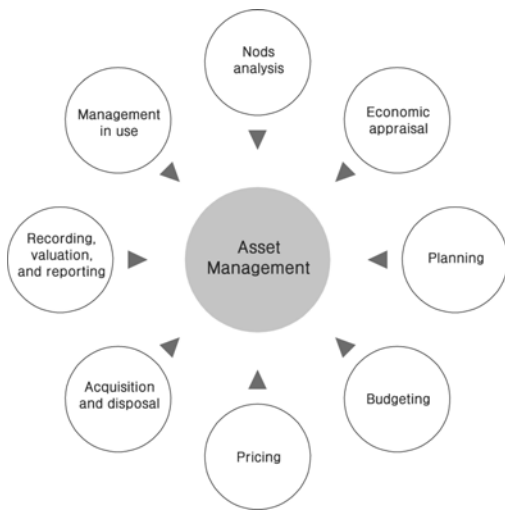 Nods
analysis
Economic
appraisal
Planning
Budgeting
Pricing
Acquisition
and disposal
Recording,
valuation,
and reporting
Management
in use
Asset
Management